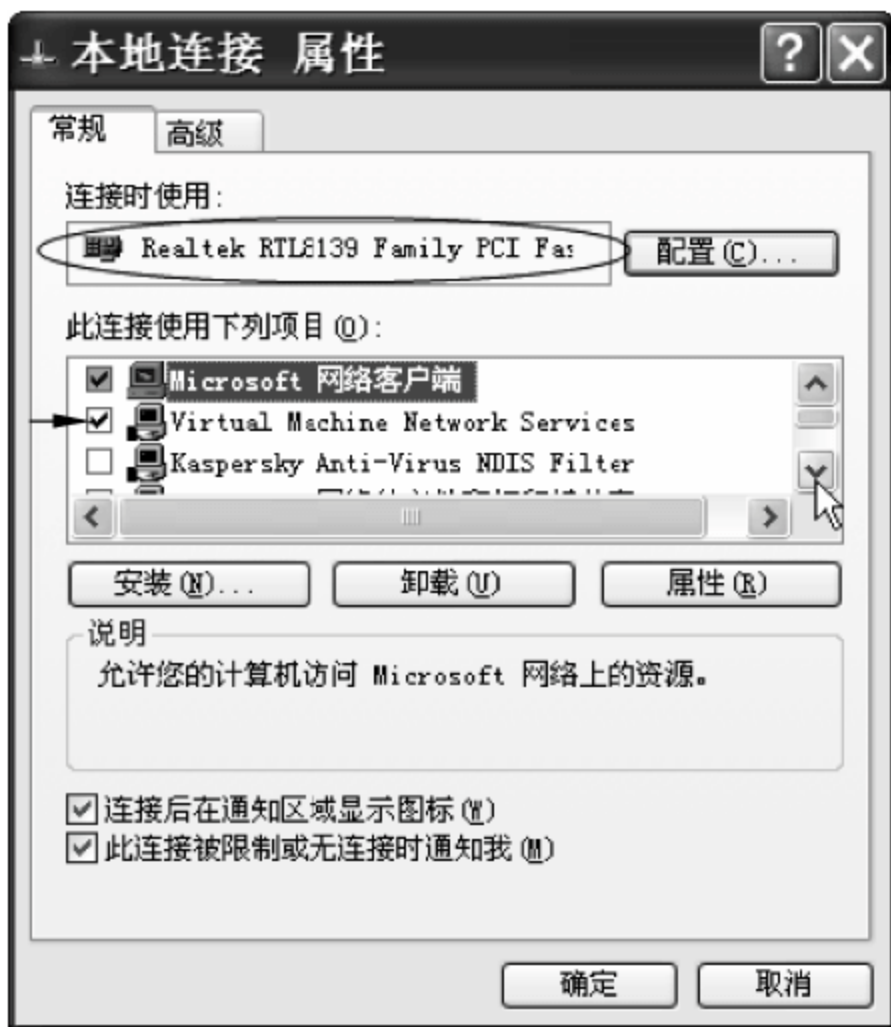 本地连接 属性
常规
高级
连接时使用:
Realtek RTL8139 Family PCI Fas
配置(C)...
此连接使用下列项目(O):
Microsoft 网络客户端
Virtual Machine Network Services
Kaspersky Anti-Virus NDIS Filter
安装(N)...
卸载(U)
属性(R)
说明
允许您的计算机访问 Microsoft 网络上的资源。
连接后在通知区域显示图标(W)
此连接被限制或无连接时通知我(M)
确定
取消